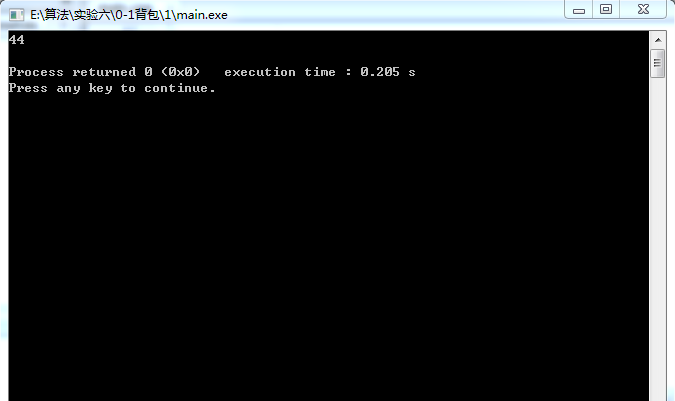 E:\算法\实验六\0-1背包\1\main.exe
44
Process returned 0 (0x0)   execution time : 0.205 s
Press any key to continue.